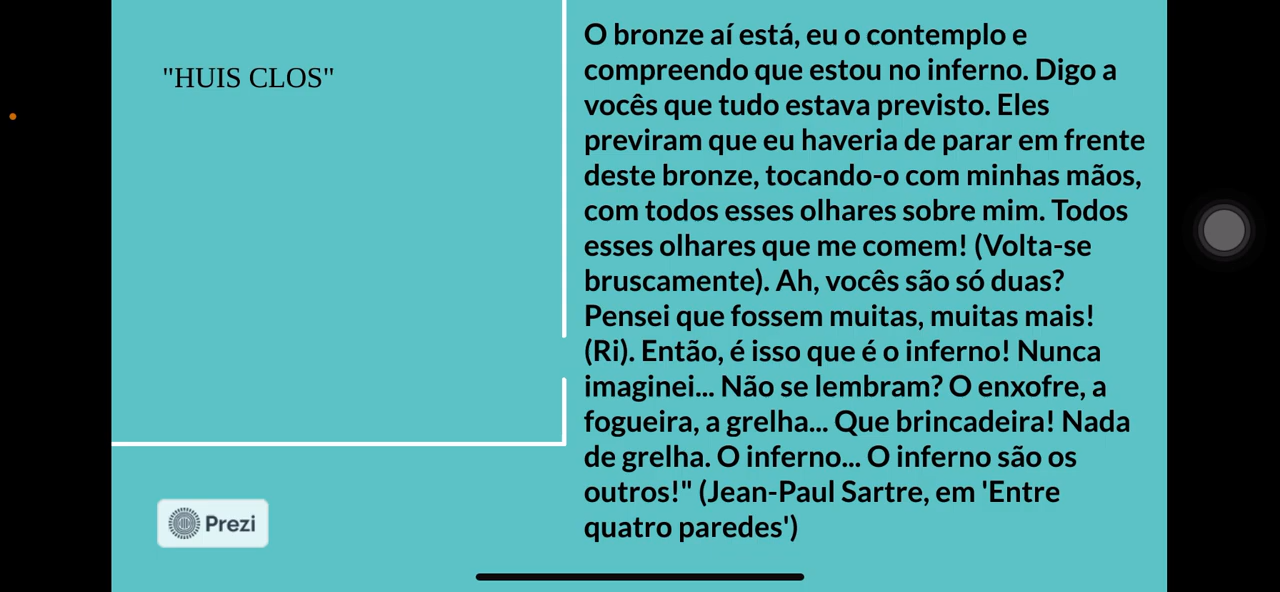 "HUIS CLOS"
O bronze aí está, eu o contemplo e
compreendo que estou no inferno. Digo a
vocês que tudo estava previsto. Eles
previram que eu haveria de parar em frente
deste bronze, tocando-o com minhas mãos,
com todos esses olhares sobre mim. Todos
esses olhares que me comem! (Volta-se
bruscamente). Ah, vocês são só duas?
Pensei que fossem muitas, muitas mais!
(Ri). Então, é isso que é o inferno! Nunca
imaginei... Não se lembram? O enxofre, a
fogueira, a grelha... Que brincadeira! Nada
de grelha. O inferno... O inferno são os
outros!" (Jean-Paul Sartre, em 'Entre
quatro paredes')
Prezi